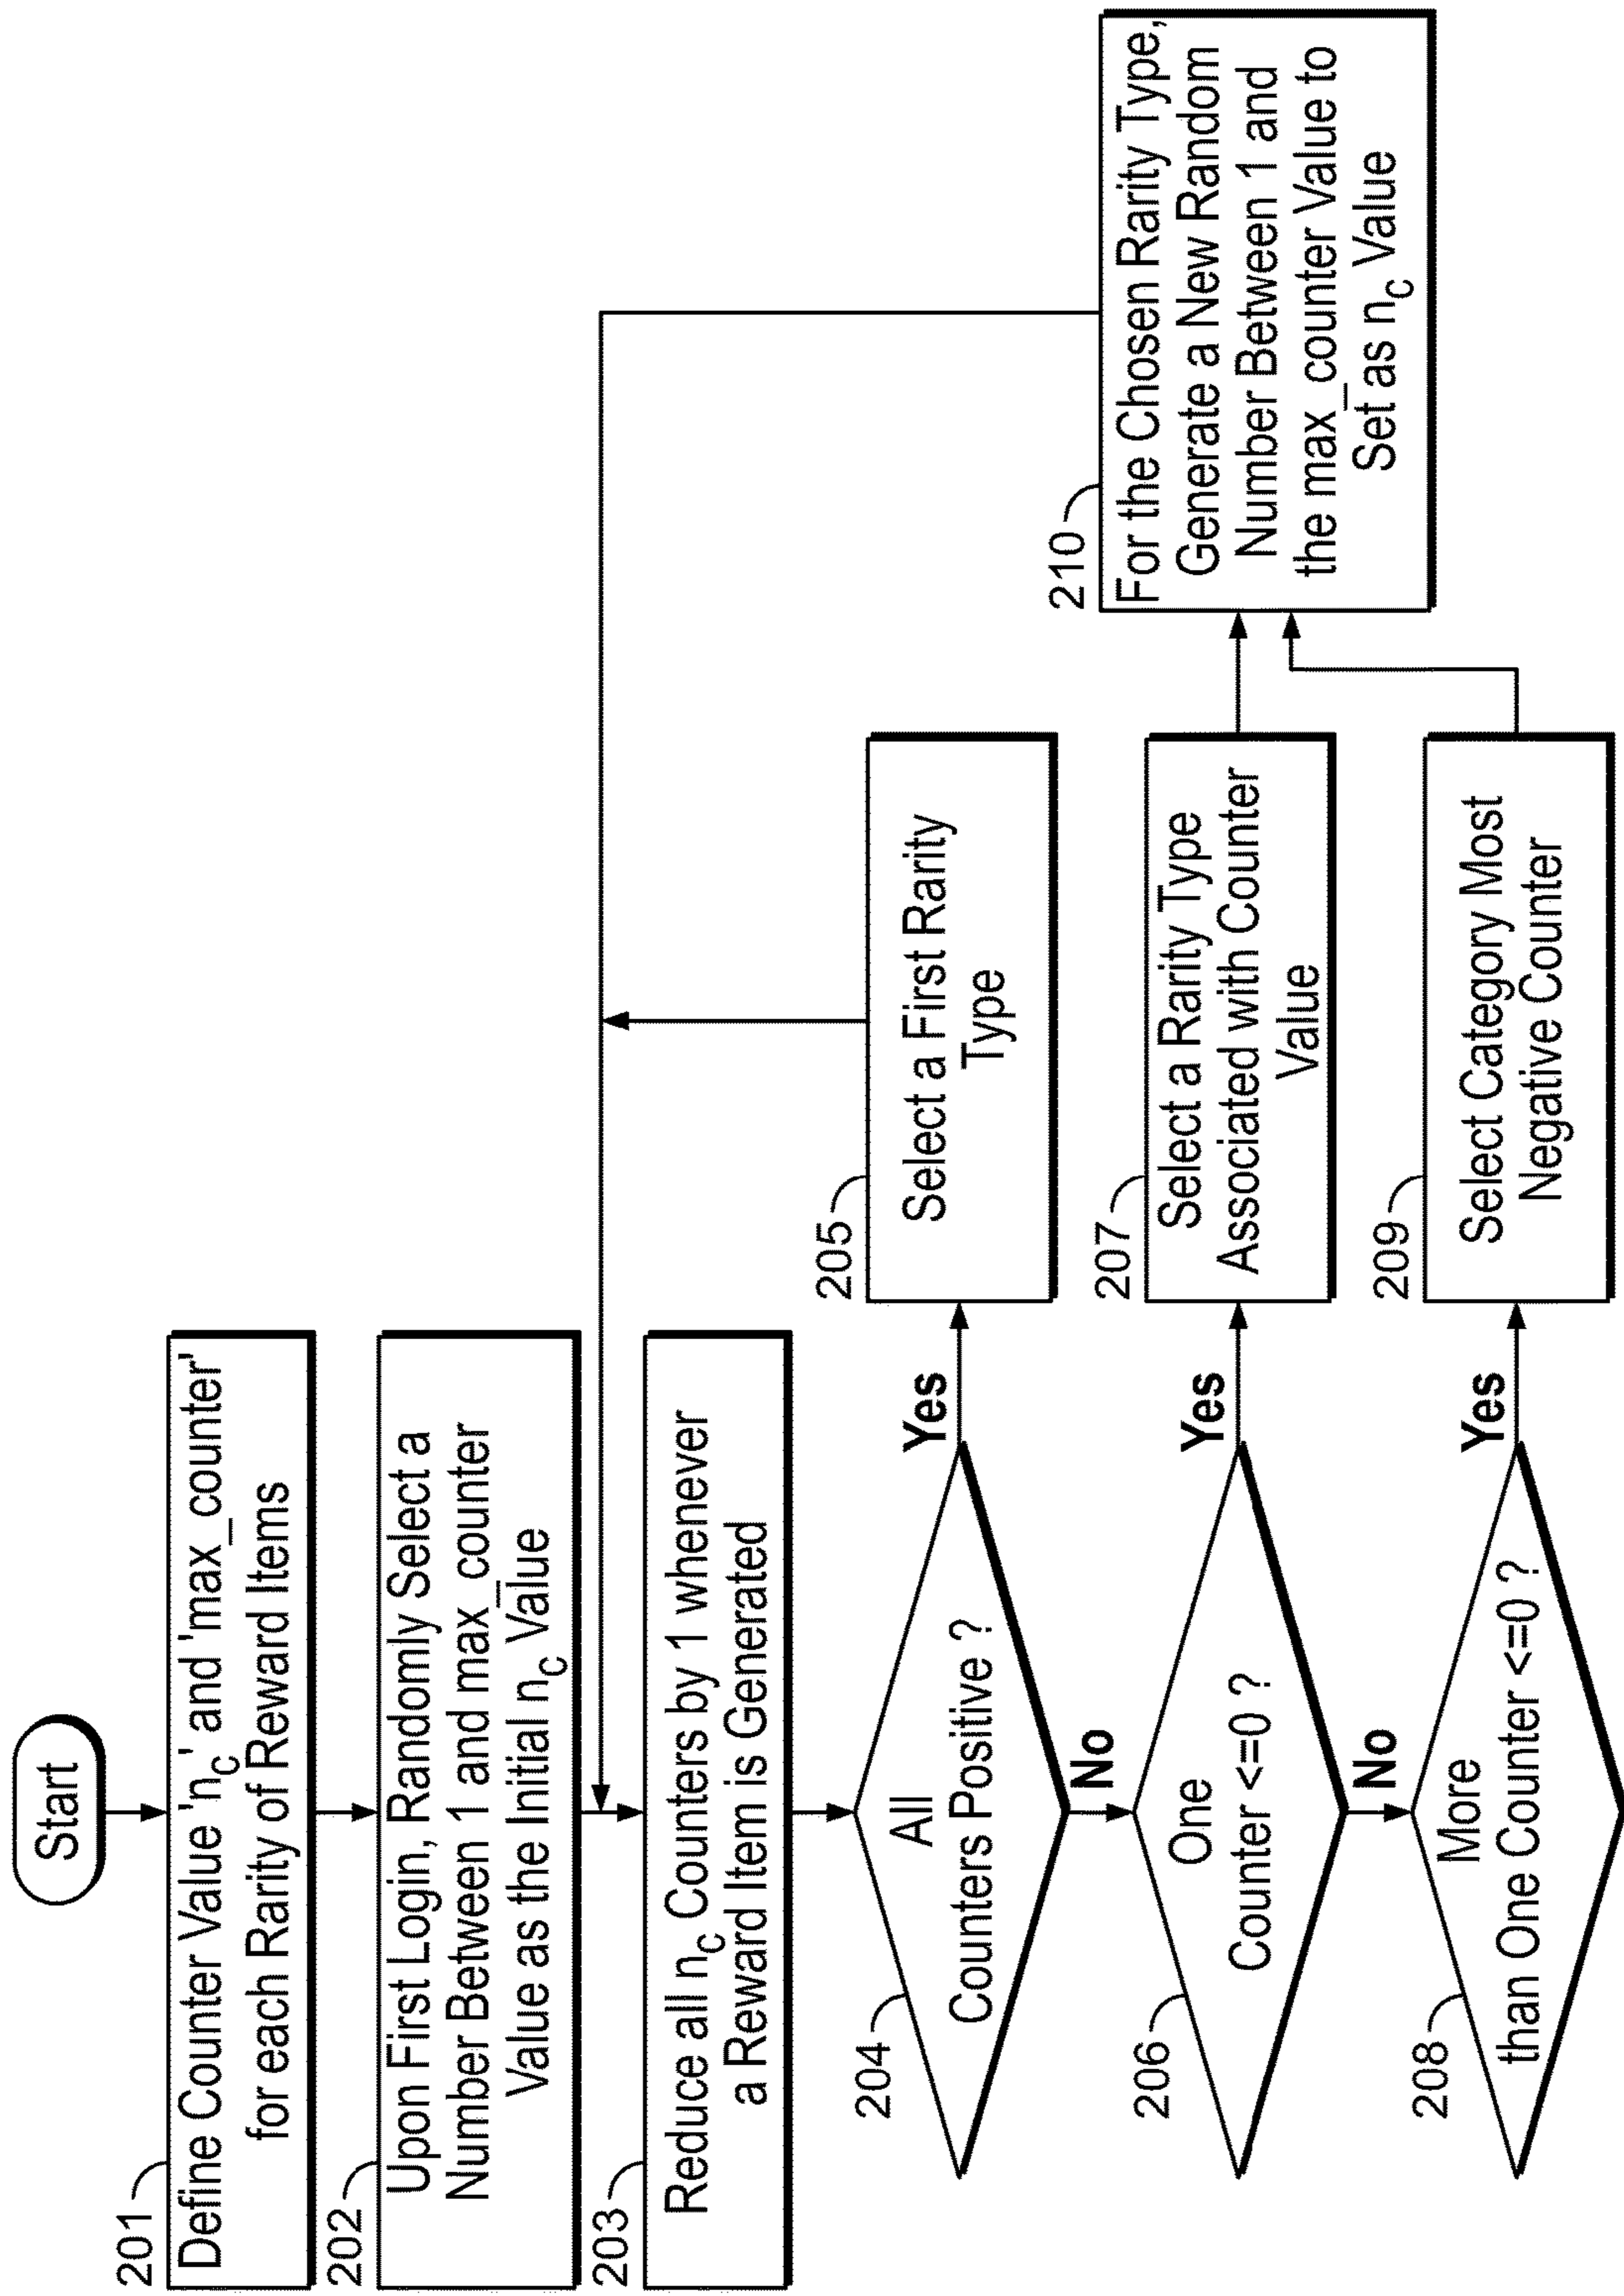 Start
201
Define Counter Value 'n_c' and 'max_counter'
for each Rarity of Reward Items
202
Upon First Login, Randomly Select a
Number Between 1 and max_counter
Value as the Initial n_c Value
203
Reduce all n_c Counters by 1 whenever
a Reward Item is Generated
204
All
Counters Positive ?
Yes
205
Select a First Rarity
Type
No
206
One
Counter <=0 ?
Yes
207
Select a Rarity Type
Associated with Counter
Value
No
208
More
than One Counter <=0 ?
Yes
209
Select Category Most
Negative Counter
210
For the Chosen Rarity Type,
Generate a New Random
Number Between 1 and
the max_counter Value to
Set as n_c Value